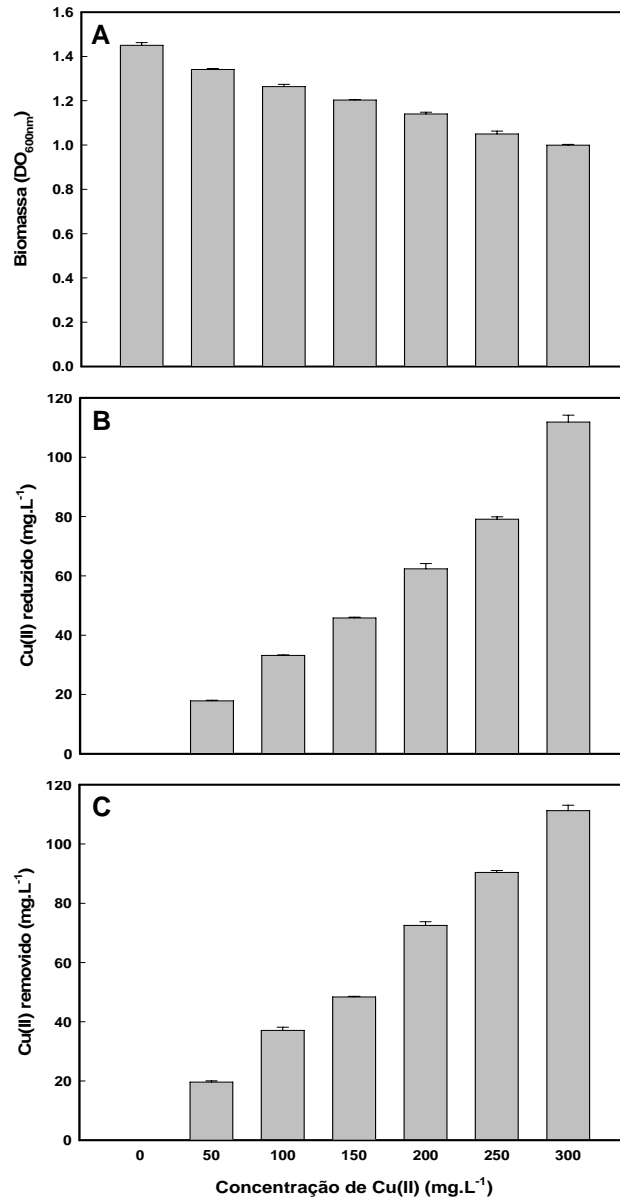 A
Biomassa (DO600nm)
1.6
1.4
1.2
1.0
0.8
0.6
0.4
0.2
0.0
B
Cu(II) reduzido (mg.L-1)
120
100
80
60
40
20
0
C
Cu(II) removido (mg.L-1)
120
100
80
60
40
20
0
0 50 100 150 200 250 300
Concentração de Cu(II) (mg.L-1)